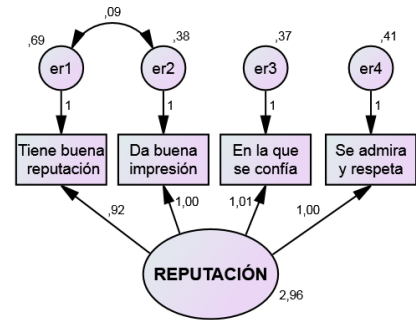 ,09
,69
,38
,37
,41
er1
er2
er3
er4
1
1
1
1
Tiene buena
reputación
Da buena
impresión
En la que
se confía
Se admira
y respeta
,92
1,00
1,01
1,00
REPUTACIÓN
2,96